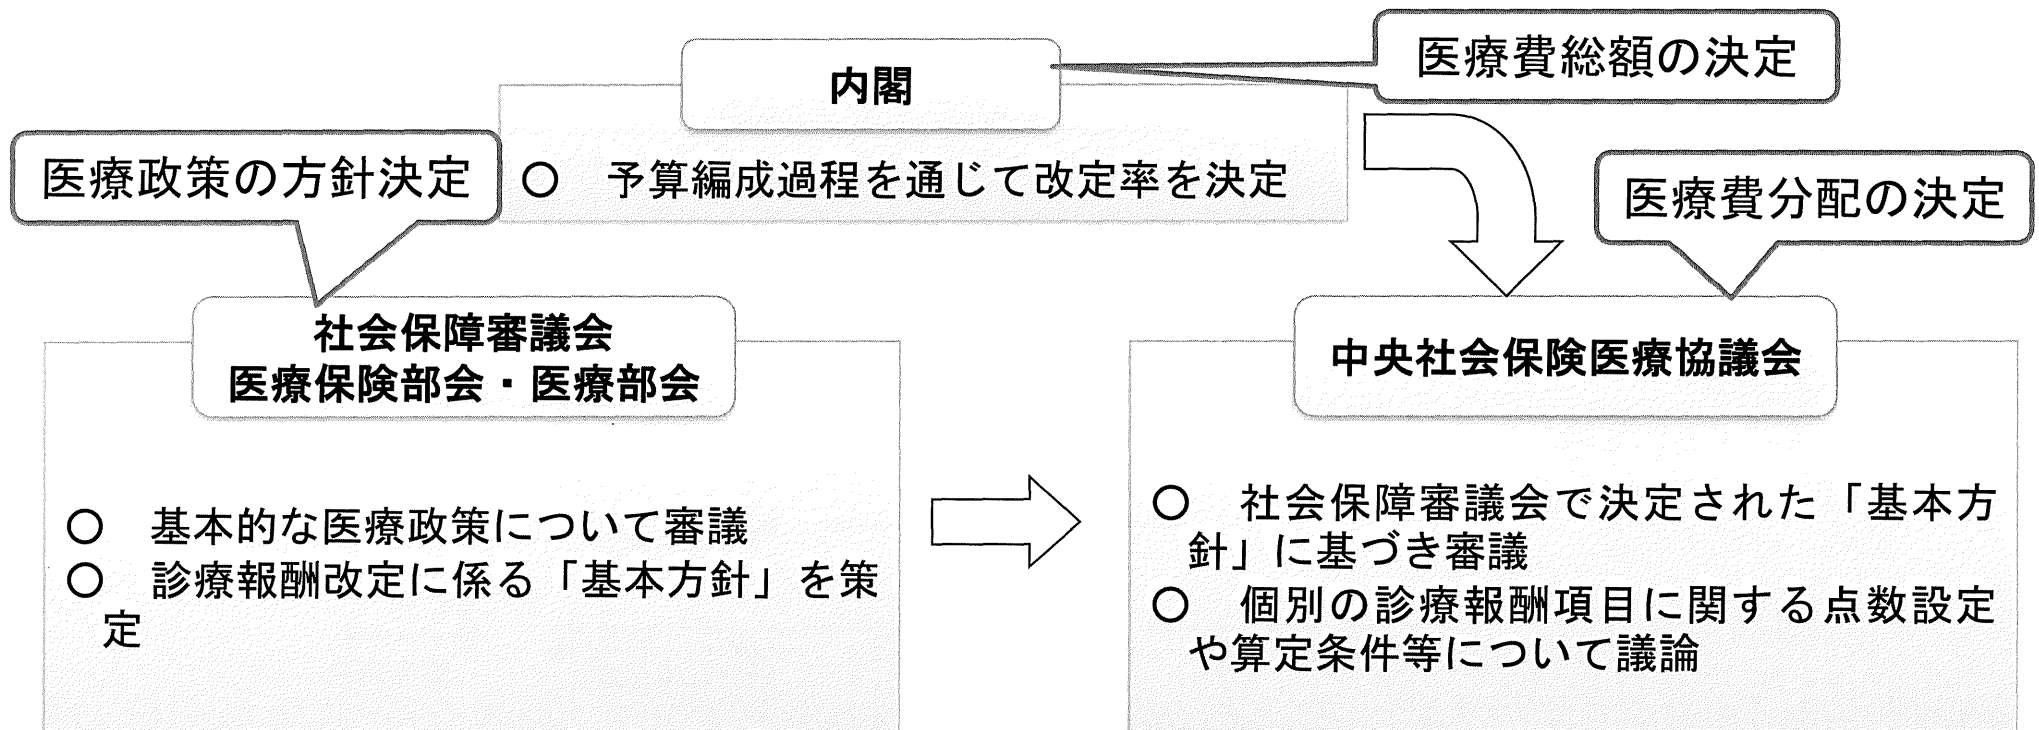 医療費総額の決定
内閣
医療政策の方針決定
○ 予算編成過程を通じて改定率を決定
医療費分配の決定
社会保障審議会
医療保険部会・医療部会
○ 基本的な医療政策について審議
○ 診療報酬改定に係る「基本方針」を策
定
中央社会保険医療協議会
○ 社会保障審議会で決定された「基本方
針」に基づき審議
○ 個別の診療報酬項目に関する点数設定
や算定条件等について議論